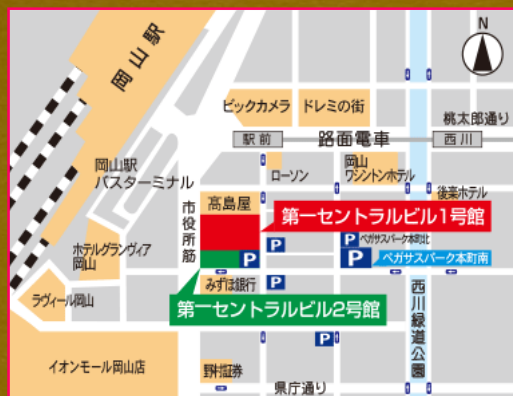 N
岡山駅
ビックカメラ
ドレミの街
桃太郎通り
駅前
路面電車
西川
岡山駅
バスターミナル
ローソン
岡山
ワシントンホテル
後楽ホテル
市役所筋
髙島屋
第一セントラルビル1号館
P
P
P ペガサスパーク本町北
P
ペガサスパーク本町南
ホテルグランヴィア
岡山
みずほ銀行
P
第一セントラルビル2号館
ラヴィール岡山
西川緑道公園
イオンモール岡山店
P
野村証券
県庁通り